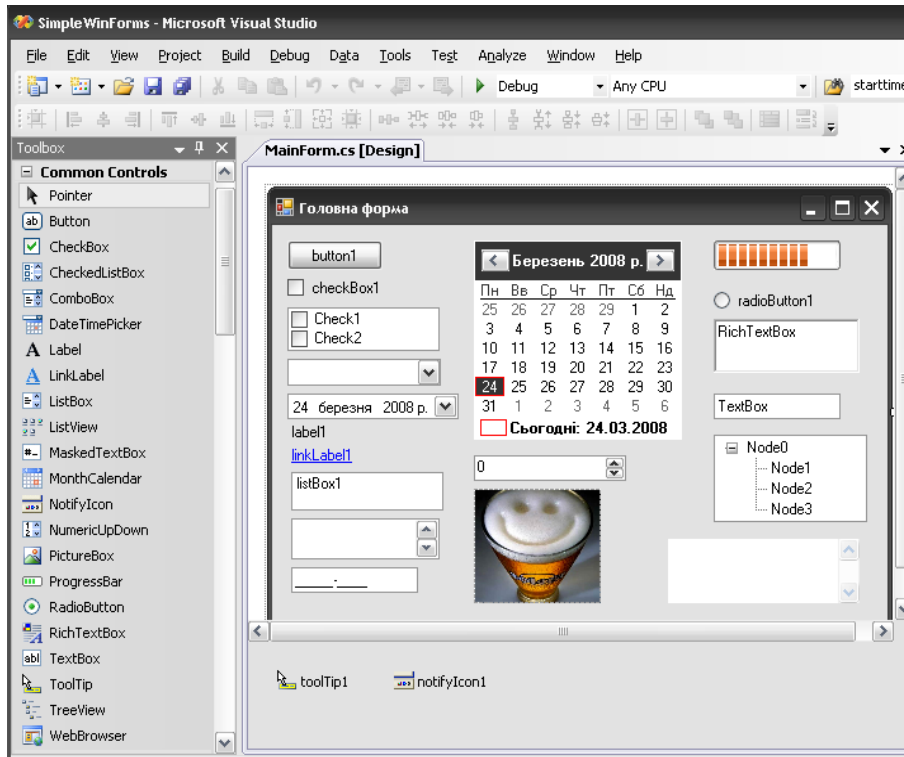 SimpleWinForms - Microsoft Visual Studio
File Edit View Project Build Debug Data Tools Test Analyze Window Help
Debug Any CPU starttime
Toolbox
MainForm.cs [Design]
Common Controls
Pointer
Button
CheckBox
CheckedListBox
ComboBox
DateTimePicker
Label
LinkLabel
ListBox
ListView
MaskedTextBox
MonthCalendar
NotifyIcon
NumericUpDown
PictureBox
ProgressBar
RadioButton
RichTextBox
TextBox
ToolTip
TreeView
WebBrowser
Головна форма
button1
checkBox1
Check1
Check2
24 березня 2008 р.
label1
linkLabel1
listBox1
_____:____
Березень 2008 р.
Пн Вв Ср Чт Пт Сб Нд
25 26 27 28 29 1 2
3 4 5 6 7 8 9
10 11 12 13 14 15 16
17 18 19 20 21 22 23
24 25 26 27 28 29 30
31 1 2 3 4 5 6
Сьогодні: 24.03.2008
0
radioButton1
RichTextBox
TextBox
Node0
Node1
Node2
Node3
toolTip1 notifyIcon1